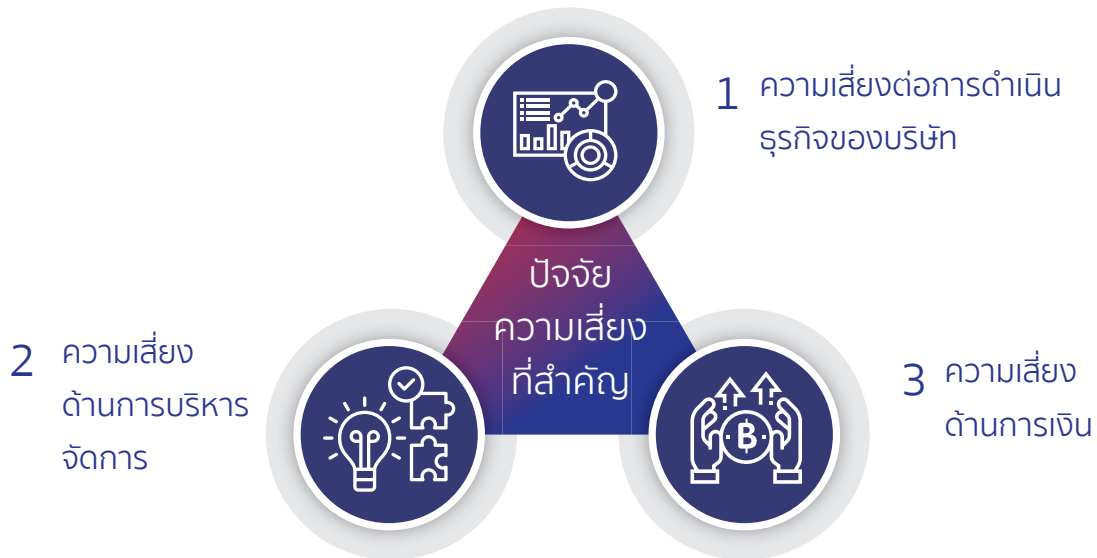 1 ความเสี่ยงต่อการดำเนิน
ธุรกิจของบริษัท
ปัจจัย
ความเสี่ยง
ที่สำคัญ
2 ความเสี่ยง
ด้านการบริหาร
จัดการ
3 ความเสี่ยง
ด้านการเงิน
฿